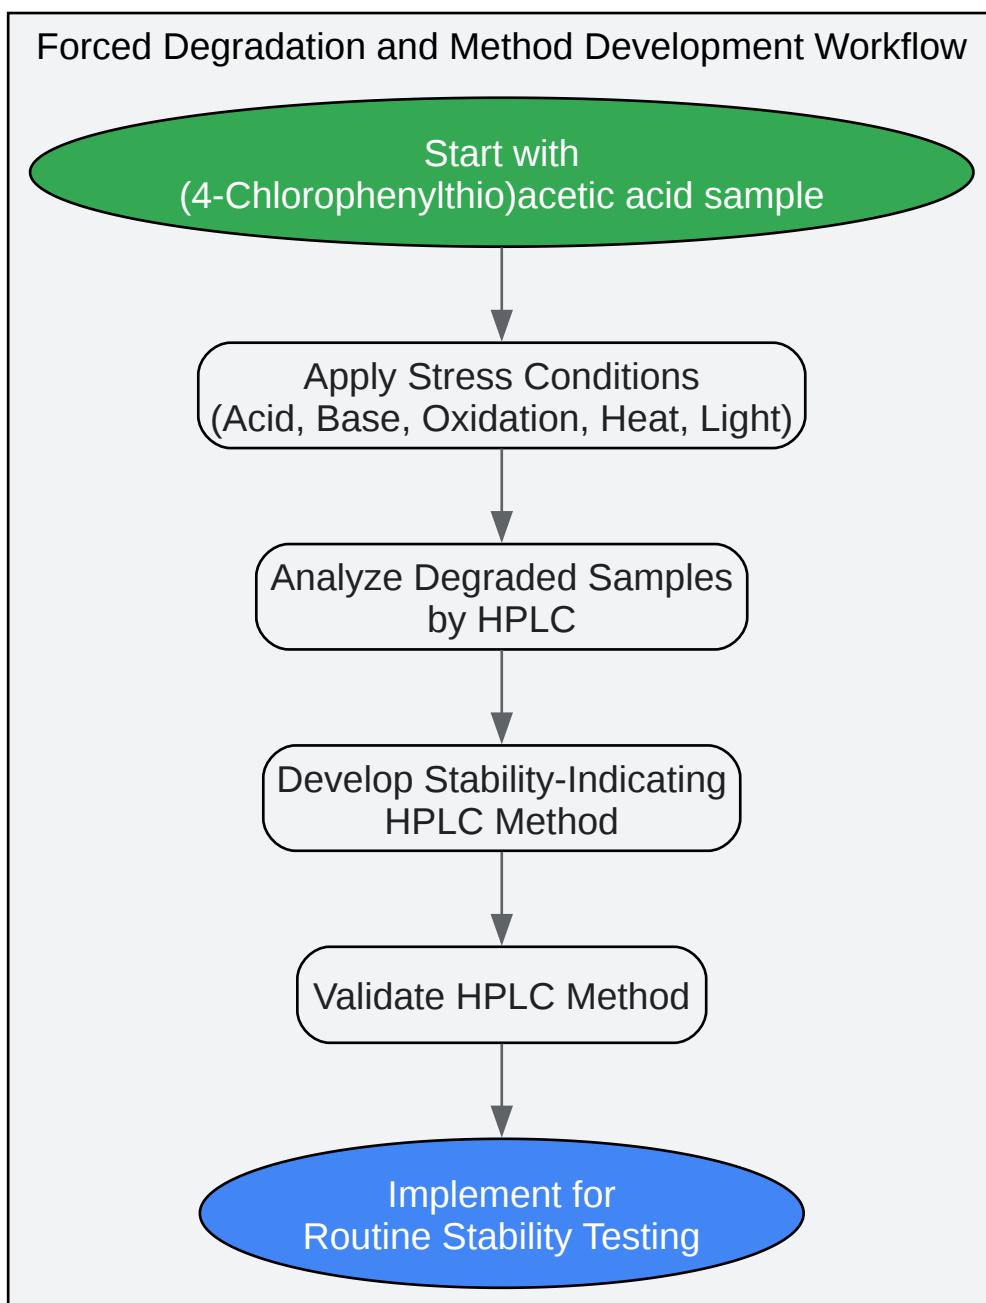 Forced Degradation and Method Development Workflow
Start with
(4-Chlorophenylthio)acetic acid sample
Apply Stress Conditions
(Acid, Base, Oxidation, Heat, Light)
Analyze Degraded Samples
by HPLC
Develop Stability-Indicating
HPLC Method
Validate HPLC Method
Implement for
Routine Stability Testing